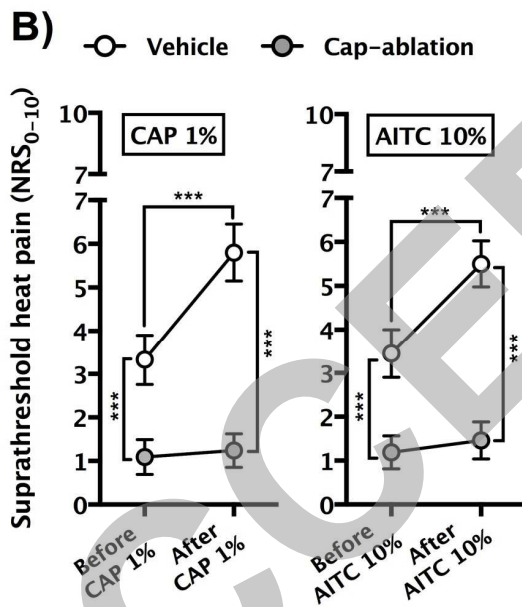 B)
Vehicle Cap-ablation
Suprathreshold heat pain (NRS0-10)
10
7
7
6
5
4
3
2
1
0
CAP 1%
***
***
***
Before
CAP 1%
After
CAP 1%
10
7
7
6
5
4
3
2
1
0
AITC 10%
***
***
***
Before
AITC 10%
After
AITC 10%
CCE